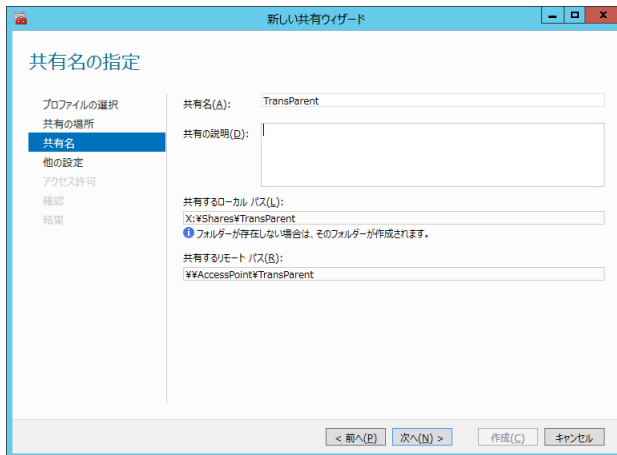 新しい共有ウィザード
共有名の指定
プロファイルの選択
共有の場所
共有名
他の設定
アクセス許可
確認
結果
共有名(A):
TransParent
共有の説明(D):
共有するローカル パス(L):
X:¥Shares¥TransParent
フォルダーが存在しない場合は、そのフォルダーが作成されます。
共有するリモート パス(R):
¥¥AccessPoint¥TransParent
< 前へ(P)
次へ(N) >
作成(C)
キャンセル